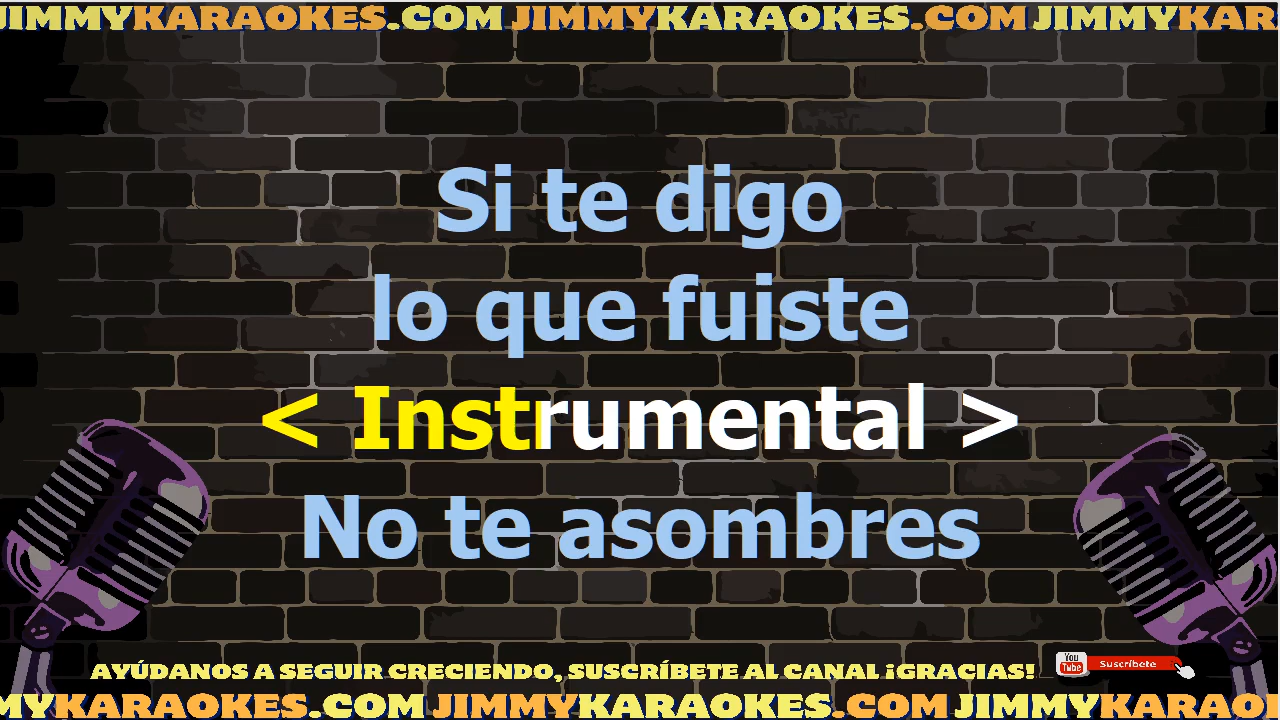 JIMMYKARAOKES.COM JIMMYKARAOKES.COM JIMMYKAR
Si te digo
lo que fuiste
< Instrumental >
No te asombres
AYÚDANOS A SEGUIR CRECIENDO, SUSCRÍBETE AL CANAL ¡GRACIAS!
You Tube Suscríbete
MYKARAOKES.COM JIMMYKARAOKES.COM JIMMYKARAO